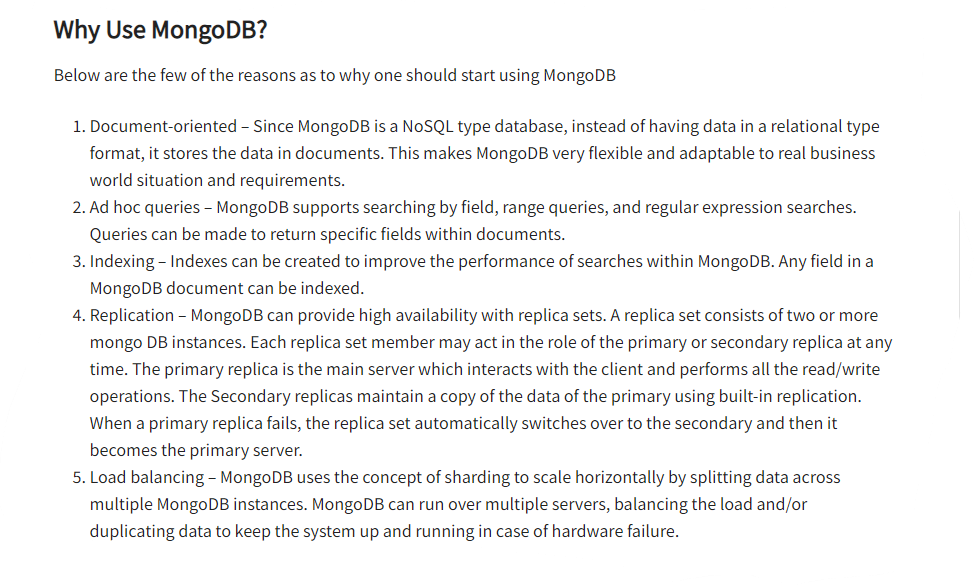 Why Use MongoDB?
Below are the few of the reasons as to why one should start using MongoDB
1. Document-oriented – Since MongoDB is a NoSQL type database, instead of having data in a relational type
format, it stores the data in documents. This makes MongoDB very flexible and adaptable to real business
world situation and requirements.
2. Ad hoc queries – MongoDB supports searching by field, range queries, and regular expression searches.
Queries can be made to return specific fields within documents.
3. Indexing – Indexes can be created to improve the performance of searches within MongoDB. Any field in a
MongoDB document can be indexed.
4. Replication – MongoDB can provide high availability with replica sets. A replica set consists of two or more
mongo DB instances. Each replica set member may act in the role of the primary or secondary replica at any
time. The primary replica is the main server which interacts with the client and performs all the read/write
operations. The Secondary replicas maintain a copy of the data of the primary using built-in replication.
When a primary replica fails, the replica set automatically switches over to the secondary and then it
becomes the primary server.
5. Load balancing – MongoDB uses the concept of sharding to scale horizontally by splitting data across
multiple MongoDB instances. MongoDB can run over multiple servers, balancing the load and/or
duplicating data to keep the system up and running in case of hardware failure.